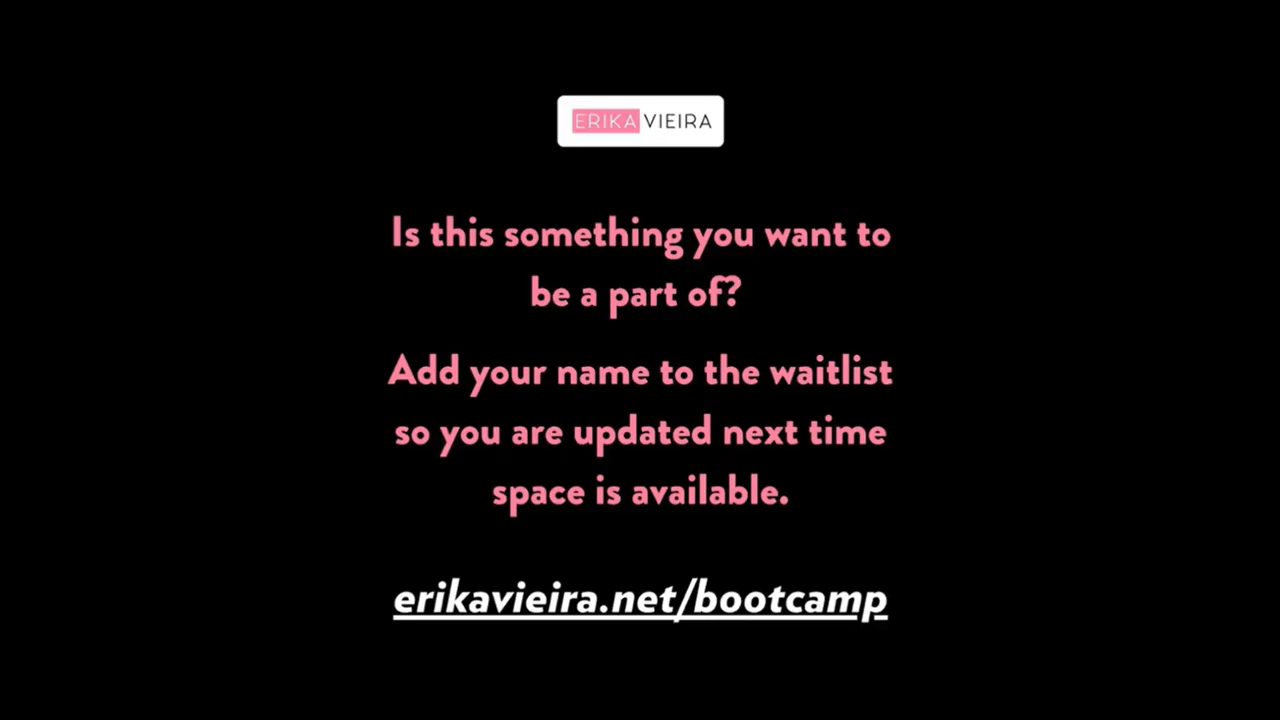 ERIKA VIEIRA
Is this something you want to
be a part of?
Add your name to the waitlist
so you are updated next time
space is available.
erikavieira.net/bootcamp